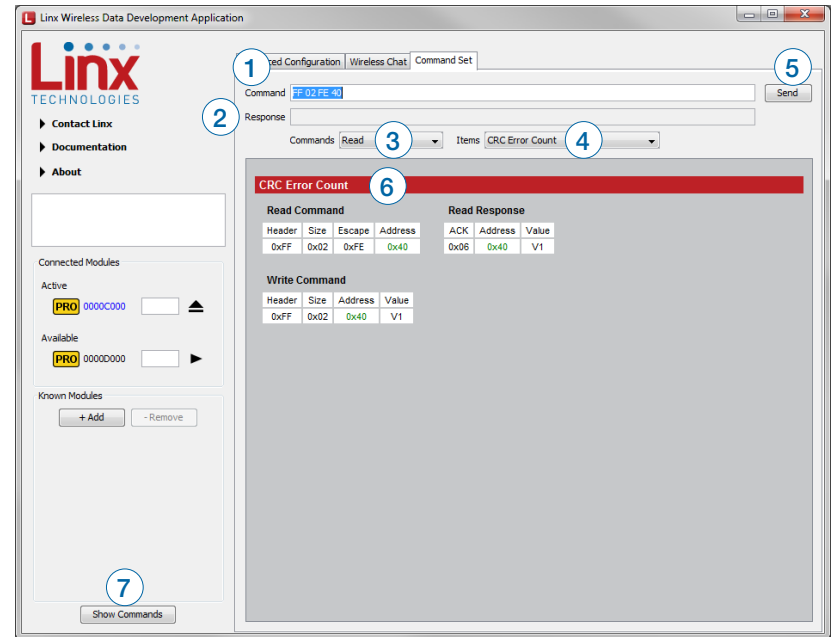 Linx Wireless Data Development Application
Linx
TECHNOLOGIES
Contact Linx
Documentation
About
Connected Modules
Active
PRO 0000C000
Available
PRO 0000D000
Known Modules
+ Add - Remove
7
Show Commands
1 Configuration Wireless Chat Command Set
5
Command FF 02 FE 40 Send
2 Response
Commands Read 3 Items CRC Error Count 4
CRC Error Count 6
Read Command Read Response
Header Size Escape Address ACK Address Value
0xFF 0x02 0xFE 0x40 0x06 0x40 V1
Write Command
Header Size Address Value
0xFF 0x02 0x40 V1